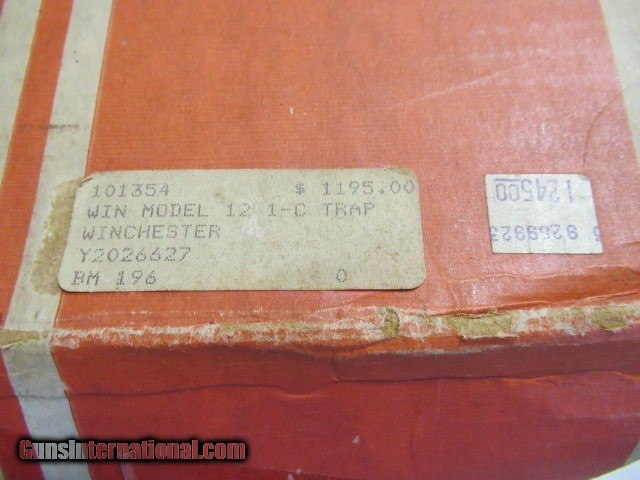 101354 $ 1195.00
WIN MODEL 12 1-C TRAP
WINCHESTER
Y2026627
BM 196 0
124500
GunsInternational.com